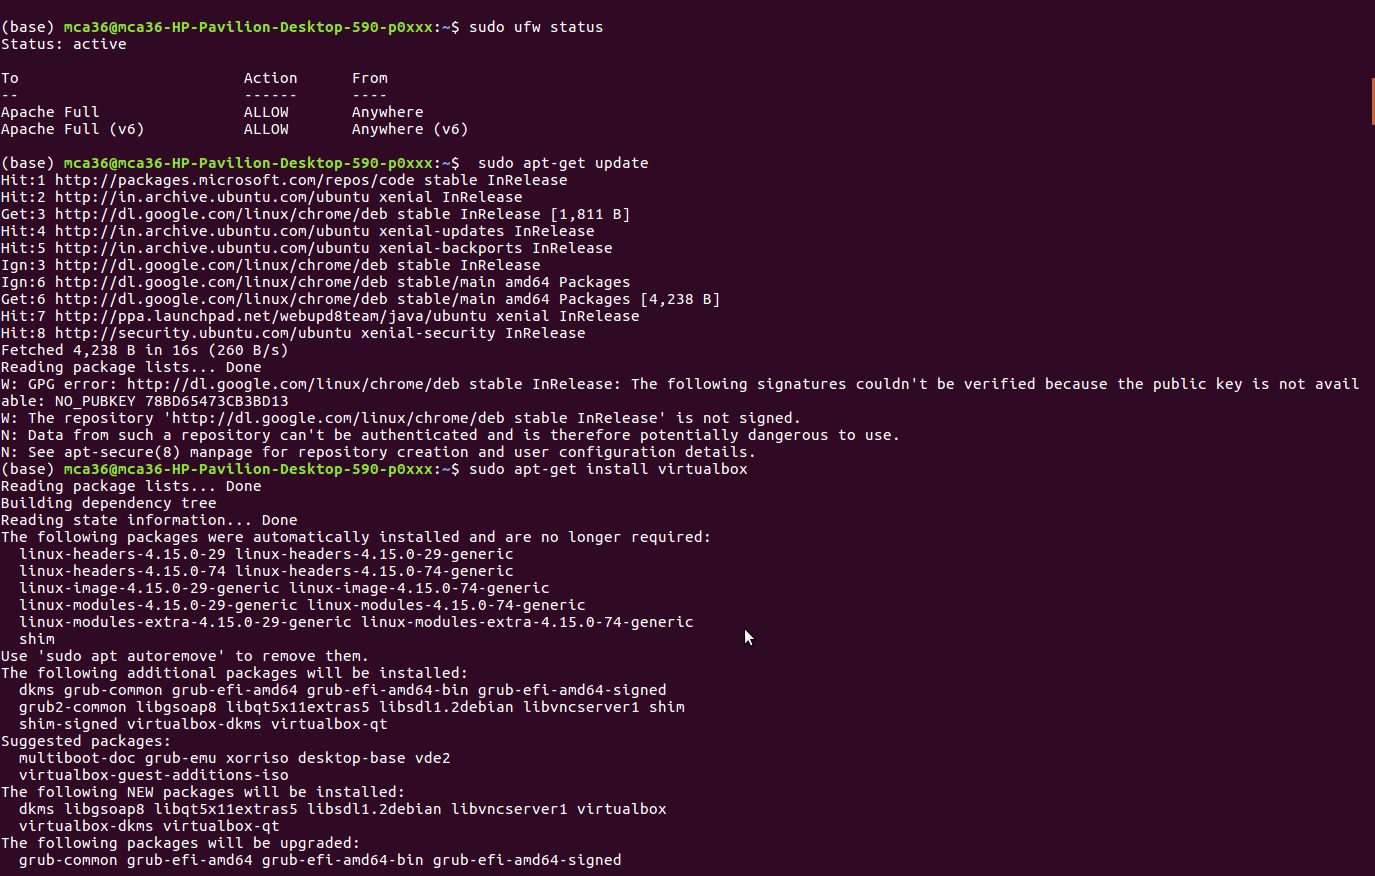 (base) mca36@mca36-HP-Pavilion-Desktop-590-p0xxx:~$ sudo ufw status
Status: active
To                         Action      From
--                         ------      ----
Apache Full                ALLOW       Anywhere
Apache Full (v6)           ALLOW       Anywhere (v6)
(base) mca36@mca36-HP-Pavilion-Desktop-590-p0xxx:~$  sudo apt-get update
Hit:1 http://packages.microsoft.com/repos/code stable InRelease
Hit:2 http://in.archive.ubuntu.com/ubuntu xenial InRelease
Get:3 http://dl.google.com/linux/chrome/deb stable InRelease [1,811 B]
Hit:4 http://in.archive.ubuntu.com/ubuntu xenial-updates InRelease
Hit:5 http://in.archive.ubuntu.com/ubuntu xenial-backports InRelease
Ign:3 http://dl.google.com/linux/chrome/deb stable InRelease
Ign:6 http://dl.google.com/linux/chrome/deb stable/main amd64 Packages
Get:6 http://dl.google.com/linux/chrome/deb stable/main amd64 Packages [4,238 B]
Hit:7 http://ppa.launchpad.net/webupd8team/java/ubuntu xenial InRelease
Hit:8 http://security.ubuntu.com/ubuntu xenial-security InRelease
Fetched 4,238 B in 16s (260 B/s)
Reading package lists... Done
W: GPG error: http://dl.google.com/linux/chrome/deb stable InRelease: The following signatures couldn't be verified because the public key is not avail
able: NO_PUBKEY 78BD65473CB3BD13
W: The repository 'http://dl.google.com/linux/chrome/deb stable InRelease' is not signed.
N: Data from such a repository can't be authenticated and is therefore potentially dangerous to use.
N: See apt-secure(8) manpage for repository creation and user configuration details.
(base) mca36@mca36-HP-Pavilion-Desktop-590-p0xxx:~$ sudo apt-get install virtualbox
Reading package lists... Done
Building dependency tree
Reading state information... Done
The following packages were automatically installed and are no longer required:
  linux-headers-4.15.0-29 linux-headers-4.15.0-29-generic
  linux-headers-4.15.0-74 linux-headers-4.15.0-74-generic
  linux-image-4.15.0-29-generic linux-image-4.15.0-74-generic
  linux-modules-4.15.0-29-generic linux-modules-4.15.0-74-generic
  linux-modules-extra-4.15.0-29-generic linux-modules-extra-4.15.0-74-generic
  shim
Use 'sudo apt autoremove' to remove them.
The following additional packages will be installed:
  dkms grub-common grub-efi-amd64 grub-efi-amd64-bin grub-efi-amd64-signed
  grub2-common libgsoap8 libqt5x11extras5 libsdl1.2debian libvncserver1 shim
  shim-signed virtualbox-dkms virtualbox-qt
Suggested packages:
  multiboot-doc grub-emu xorriso desktop-base vde2
  virtualbox-guest-additions-iso
The following NEW packages will be installed:
  dkms libgsoap8 libqt5x11extras5 libsdl1.2debian libvncserver1 virtualbox
  virtualbox-dkms virtualbox-qt
The following packages will be upgraded:
  grub-common grub-efi-amd64 grub-efi-amd64-bin grub-efi-amd64-signed